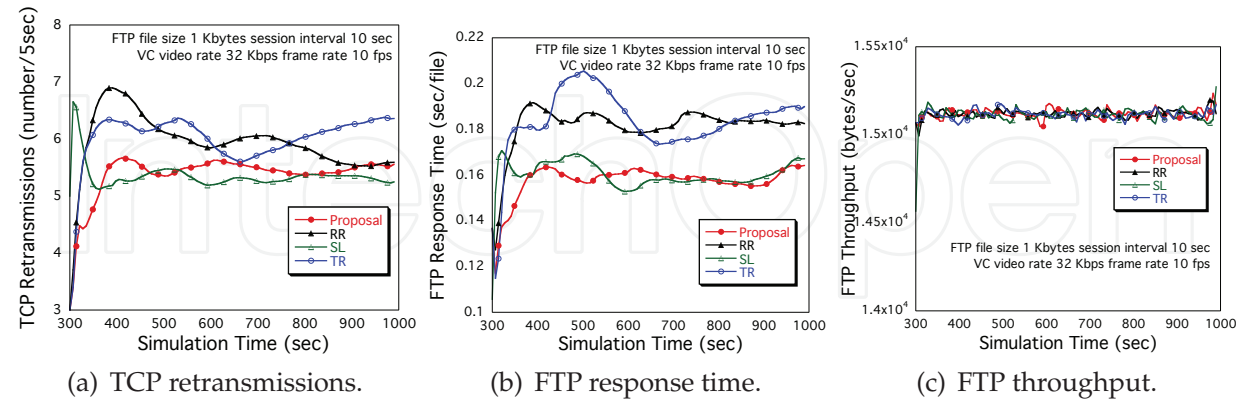 TCP Retransmissions (number/5sec)
8
7
6
5
4
3
FTP file size 1 Kbytes session interval 10 sec
VC video rate 32 Kbps frame rate 10 fps
Proposal
RR
SL
TR
300 400 500 600 700 800 900 1000
Simulation Time (sec)
(a) TCP retransmissions.
FTP Response Time (sec/file)
0.22
0.2
0.18
0.16
0.14
0.12
0.1
FTP file size 1 Kbytes session interval 10 sec
VC video rate 32 Kbps frame rate 10 fps
Proposal
RR
SL
TR
300 400 500 600 700 800 900 1000
Simulation Time (sec)
(b) FTP response time.
FTP Throughput (bytes/sec)
1.55x10⁴
1.5x10⁴
1.45x10⁴
1.4x10⁴
Proposal
RR
SL
TR
FTP file size 1 Kbytes session interval 10 sec
VC video rate 32 Kbps frame rate 10 fps
300 400 500 600 700 800 900 1000
Simulation Time (sec)
(c) FTP throughput.
IntechOpen